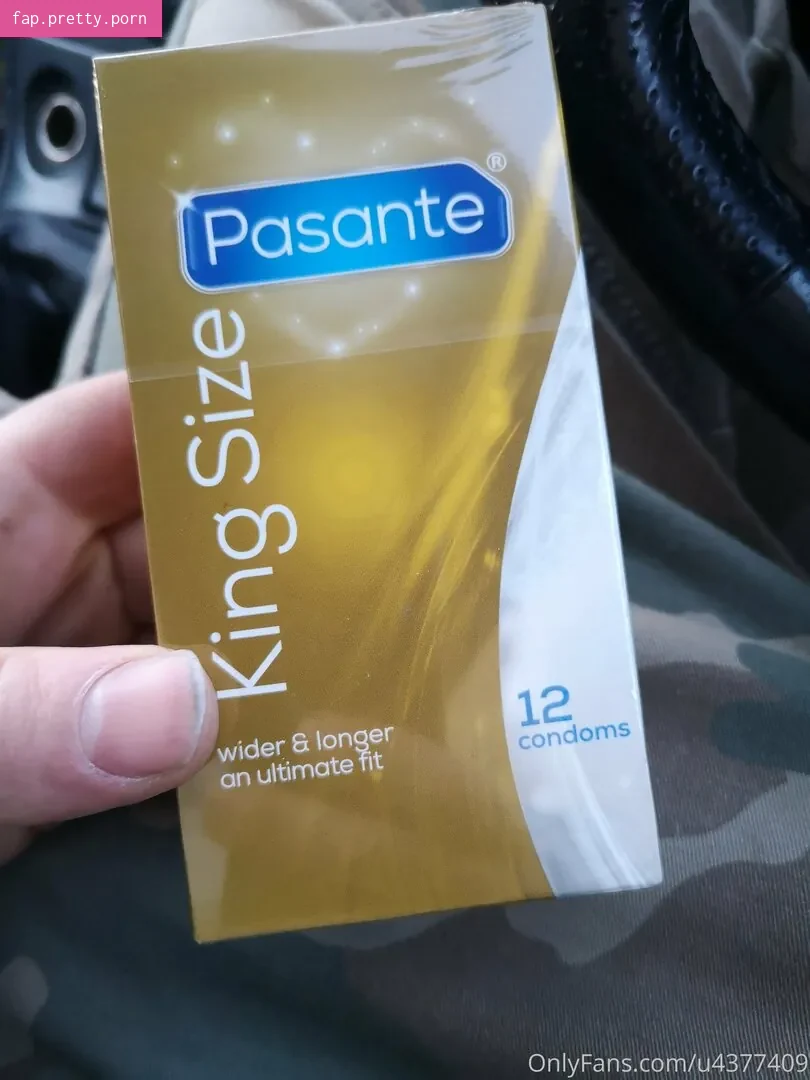 fap.pretty.porn
Pasante®
King Size
wider & longer
an ultimate fit
12
condoms
OnlyFans.com/u4377409